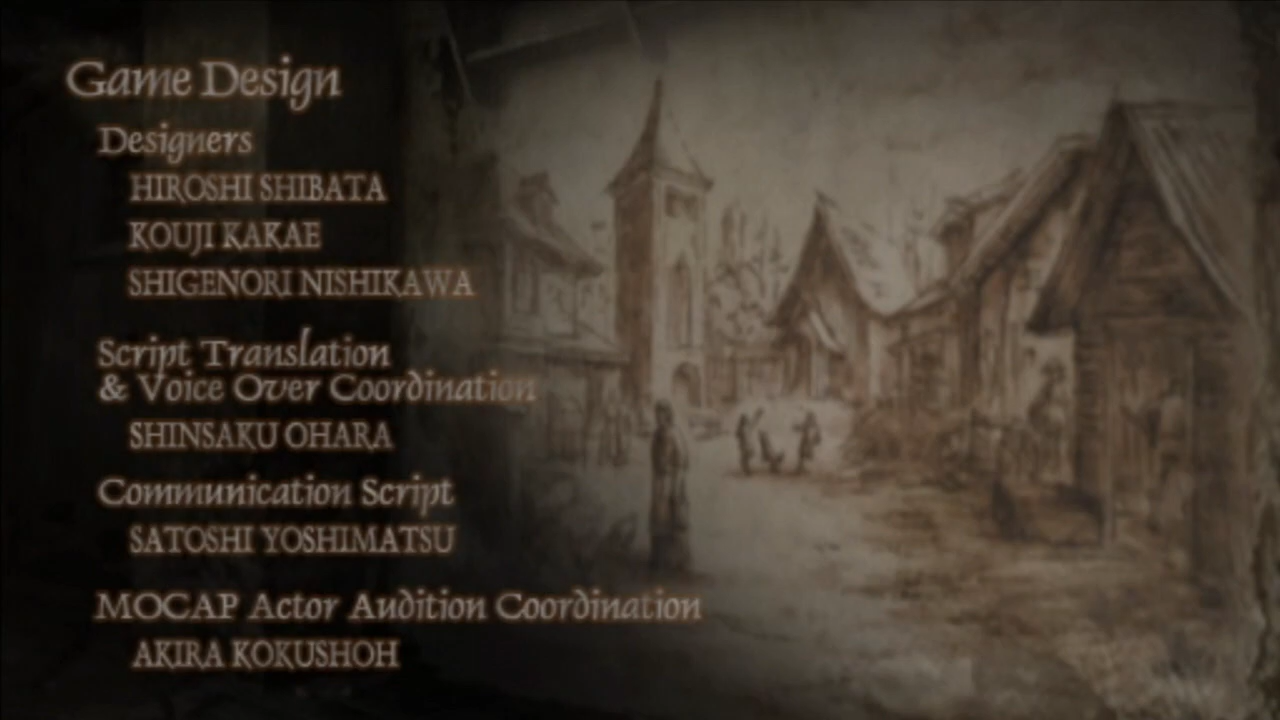 Game Design
Designers
HIROSHI SHIBATA
KOUJI KAKAE
SHIGENORI NISHIKAWA
Script Translation
& Voice Over Coordination
SHINSAKU OHARA
Communication Script
SATOSHI YOSHIMATSU
MOCAP Actor Audition Coordination
AKIRA KOKUSHOH